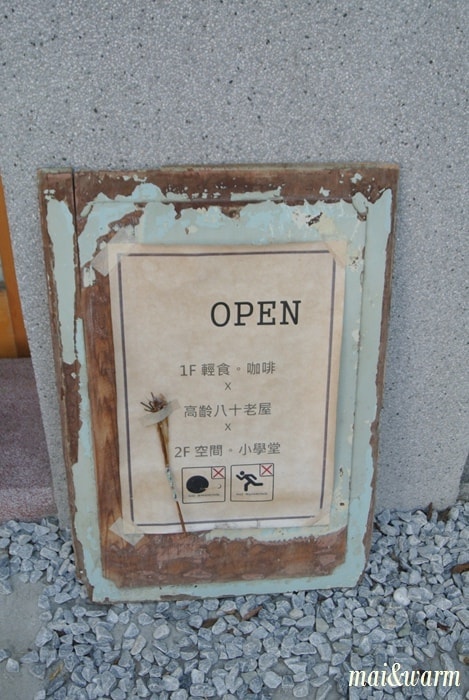 OPEN
1F 輕食。咖啡
x
高齡八十老屋
x
2F 空間。小學堂
mai&warm